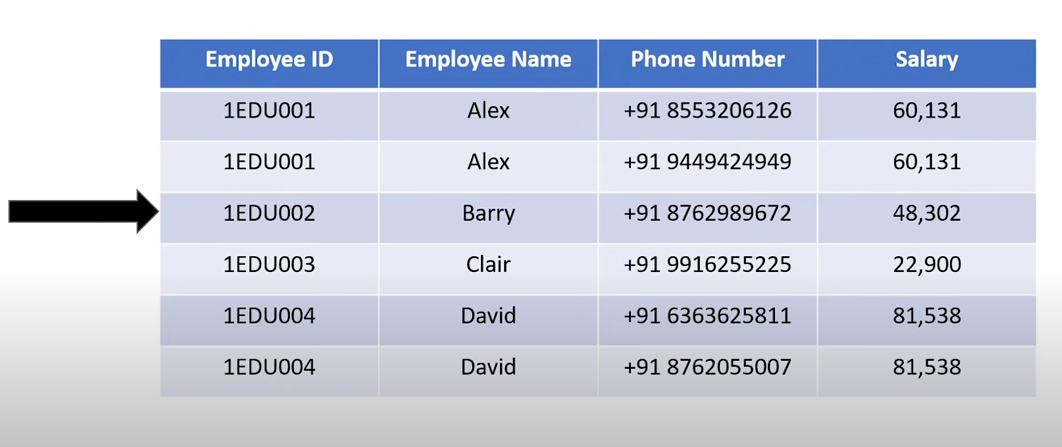 Employee ID Employee Name Phone Number Salary
1EDU001 Alex +91 8553206126 60,131
1EDU001 Alex +91 9449424949 60,131
1EDU002 Barry +91 8762989672 48,302
1EDU003 Clair +91 9916255225 22,900
1EDU004 David +91 6363625811 81,538
1EDU004 David +91 8762055007 81,538